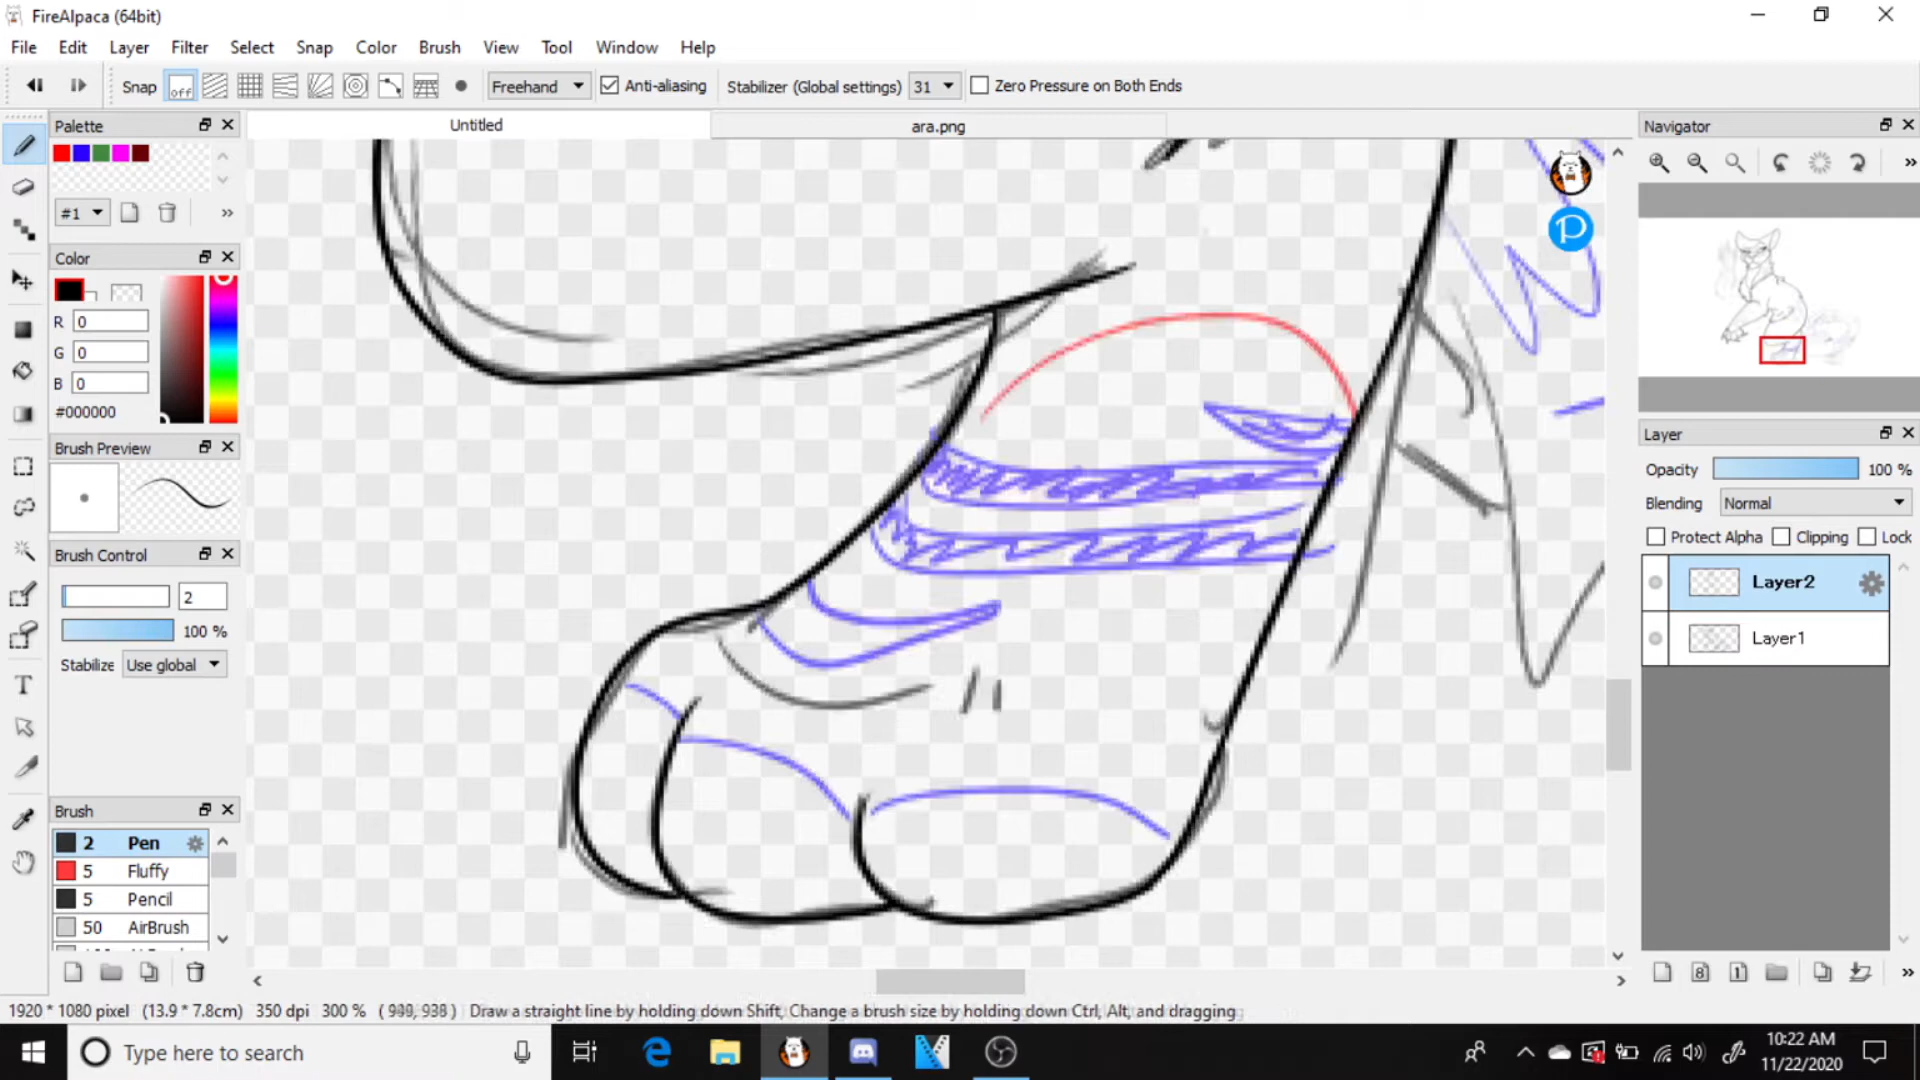 FireAlpaca (64bit)
File Edit Layer Filter Select Snap Color Brush View Tool Window Help
Snap off Freehand Anti-aliasing Stabilizer (Global settings) 31 Zero Pressure on Both Ends
Palette
Untitled
ara.png
Navigator
#1
Color
R 0
G 0
B 0
#000000
Brush Preview
Layer
Opacity 100 %
Blending Normal
Protect Alpha Clipping Lock
Brush Control
2
100 %
Stabilize Use global
Layer2
Layer1
Brush
2 Pen
5 Fluffy
5 Pencil
50 AirBrush
1920 * 1080 pixel (13.9 * 7.8cm) 350 dpi 300 % Draw a straight line by holding down Shift, Change a brush size by holding down Ctrl, Alt, and dragging
Type here to search
10:22 AM
11/22/2020